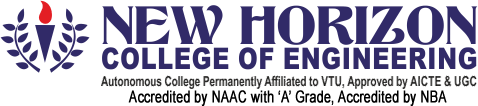 NEW HORIZON
COLLEGE OF ENGINEERING
Autonomous College Permanently Affiliated to VTU, Approved by AICTE & UGC
Accredited by NAAC with ‘A’ Grade, Accredited by NBA